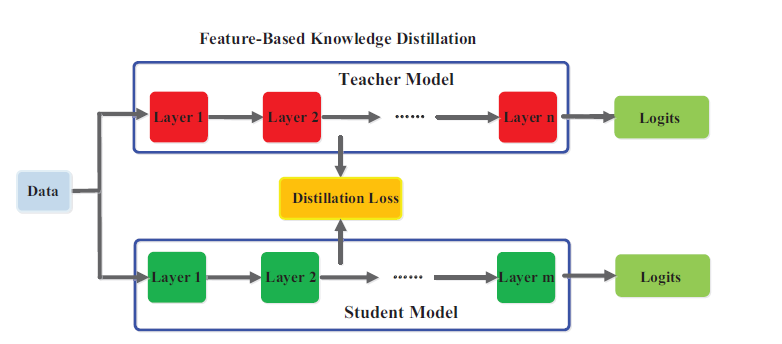 Feature-Based Knowledge Distillation
Teacher Model
Layer 1
Layer 2
······
Layer n
Logits
Data
Distillation Loss
Layer 1
Layer 2
······
Layer m
Logits
Student Model